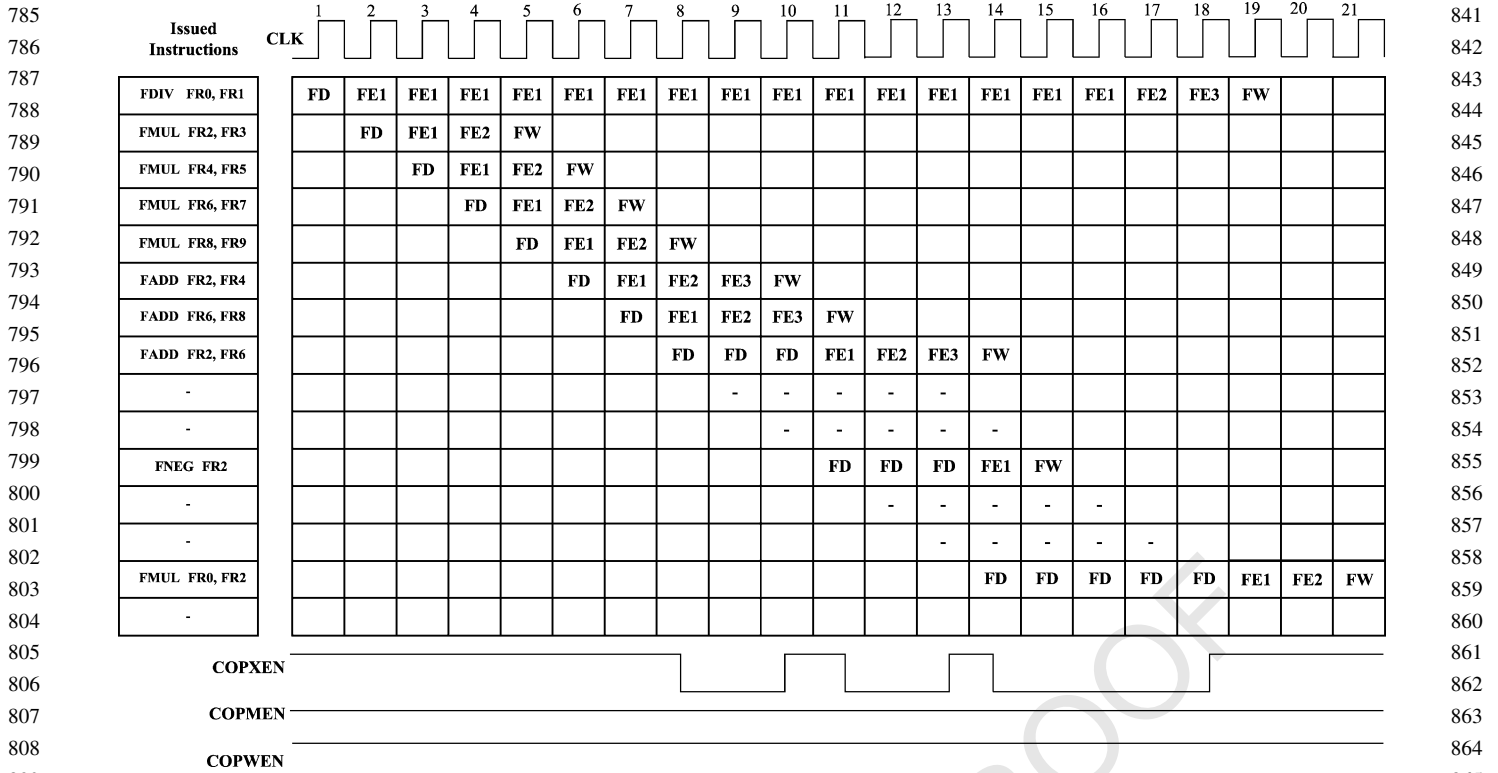 785 1 2 3 4 5 6 7 8 9 10 11 12 13 14 15 16 17 18 19 20 21 841
Issued
786 Instructions CLK 842
787 843
FDIV FR0, FR1 FD FE1 FE1 FE1 FE1 FE1 FE1 FE1 FE1 FE1 FE1 FE1 FE1 FE1 FE1 FE1 FE2 FE3 FW
788 844
FMUL FR2, FR3 FD FE1 FE2 FW
789 845
790 FMUL FR4, FR5 FD FE1 FE2 FW 846
791 FMUL FR6, FR7 FD FE1 FE2 FW 847
792 FMUL FR8, FR9 FD FE1 FE2 FW 848
793 849
FADD FR2, FR4 FD FE1 FE2 FE3 FW
794 850
FADD FR6, FR8 FD FE1 FE2 FE3 FW
795 851
FADD FR2, FR6 FD FD FD FE1 FE2 FE3 FW
796 852
797 - - - - - - 853
798 - - - - - - 854
799 FNEG FR2 FD FD FD FE1 FW 855
800 856
- - - - - -
801 857
- - - - - -
802 858
FMUL FR0, FR2 FD FD FD FD FD FE1 FE2 FW
803 859
804 - 860
805 861
COPXEN
806 862
807 COPMEN 863
808 864
COPWEN
OOF